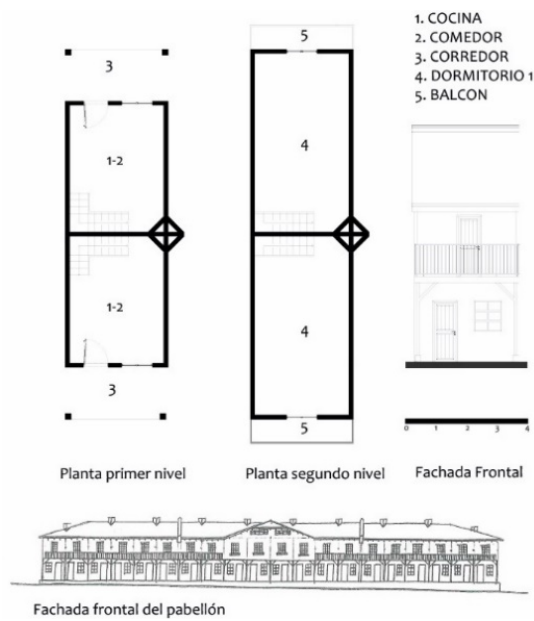 1. COCINA
2. COMEDOR
3. CORREDOR
4. DORMITORIO 1
5. BALCON
3
1-2
1-2
3
5
4
4
5
0 1 2 3 4
Planta primer nivel
Planta segundo nivel
Fachada Frontal
Fachada frontal del pabellón